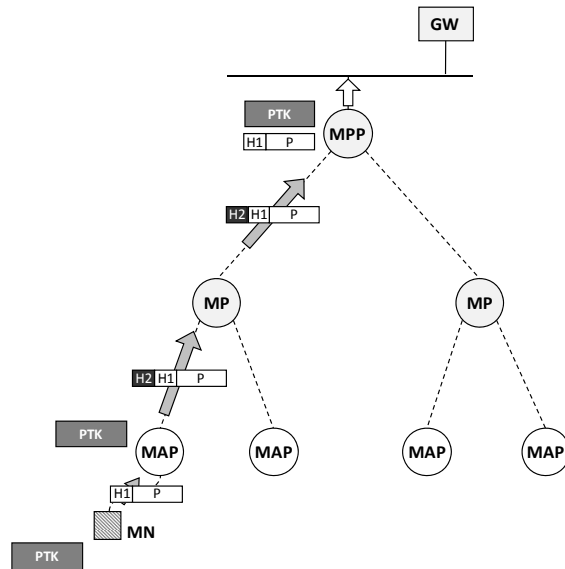 GW
PTK
MPP
H1 P
H2 H1 P
MP MP
H2 H1 P
PTK
MAP MAP MAP MAP
H1 P
MN
PTK